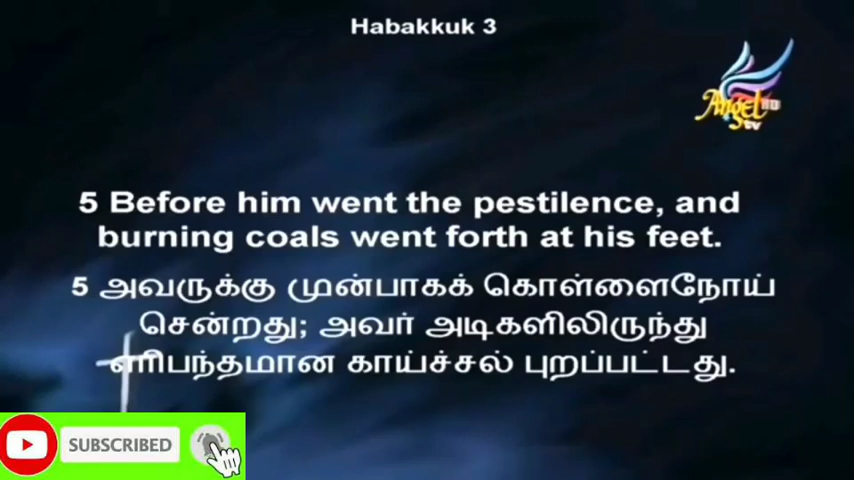 Habakkuk 3
Angel HD
tv
5 Before him went the pestilence, and
burning coals went forth at his feet.
5 அவருக்கு முன்பாகக் கொள்ளைநோய்
சென்றது; அவர் அடிகளிலிருந்து
எரிபந்தமான காய்ச்சல் புறப்பட்டது.
SUBSCRIBED